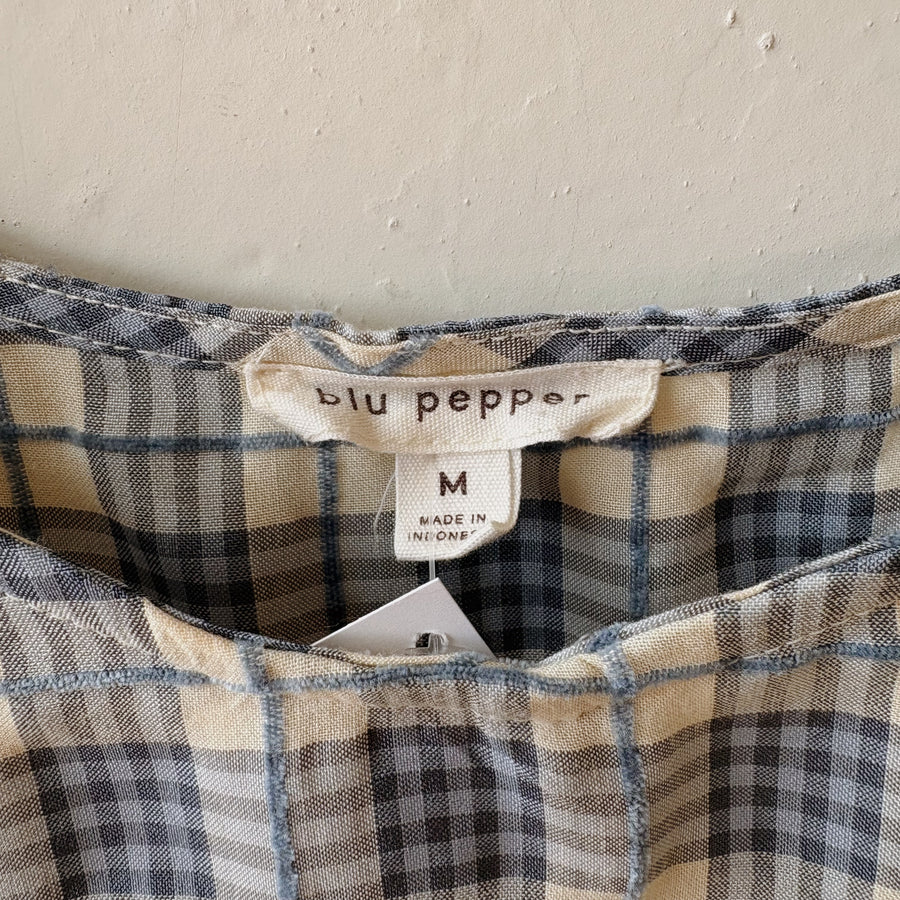 blu pepper
M
MADE IN
INDONES